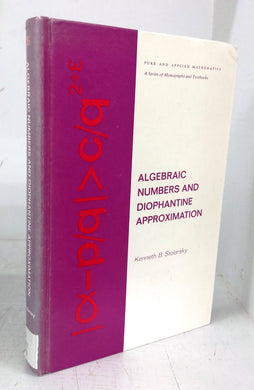 PURE AND APPLIED MATHEMATICS
A Series of Monographs and Textbooks
ALGEBRAIC
NUMBERS AND
DIOPHANTINE
APPROXIMATION
Kenneth B. Stolarsky
|α-p/q|>c/q²⁺ᵋ
ALGEBRAIC NUMBERS AND DIOPHANTINE APPROXIMATION